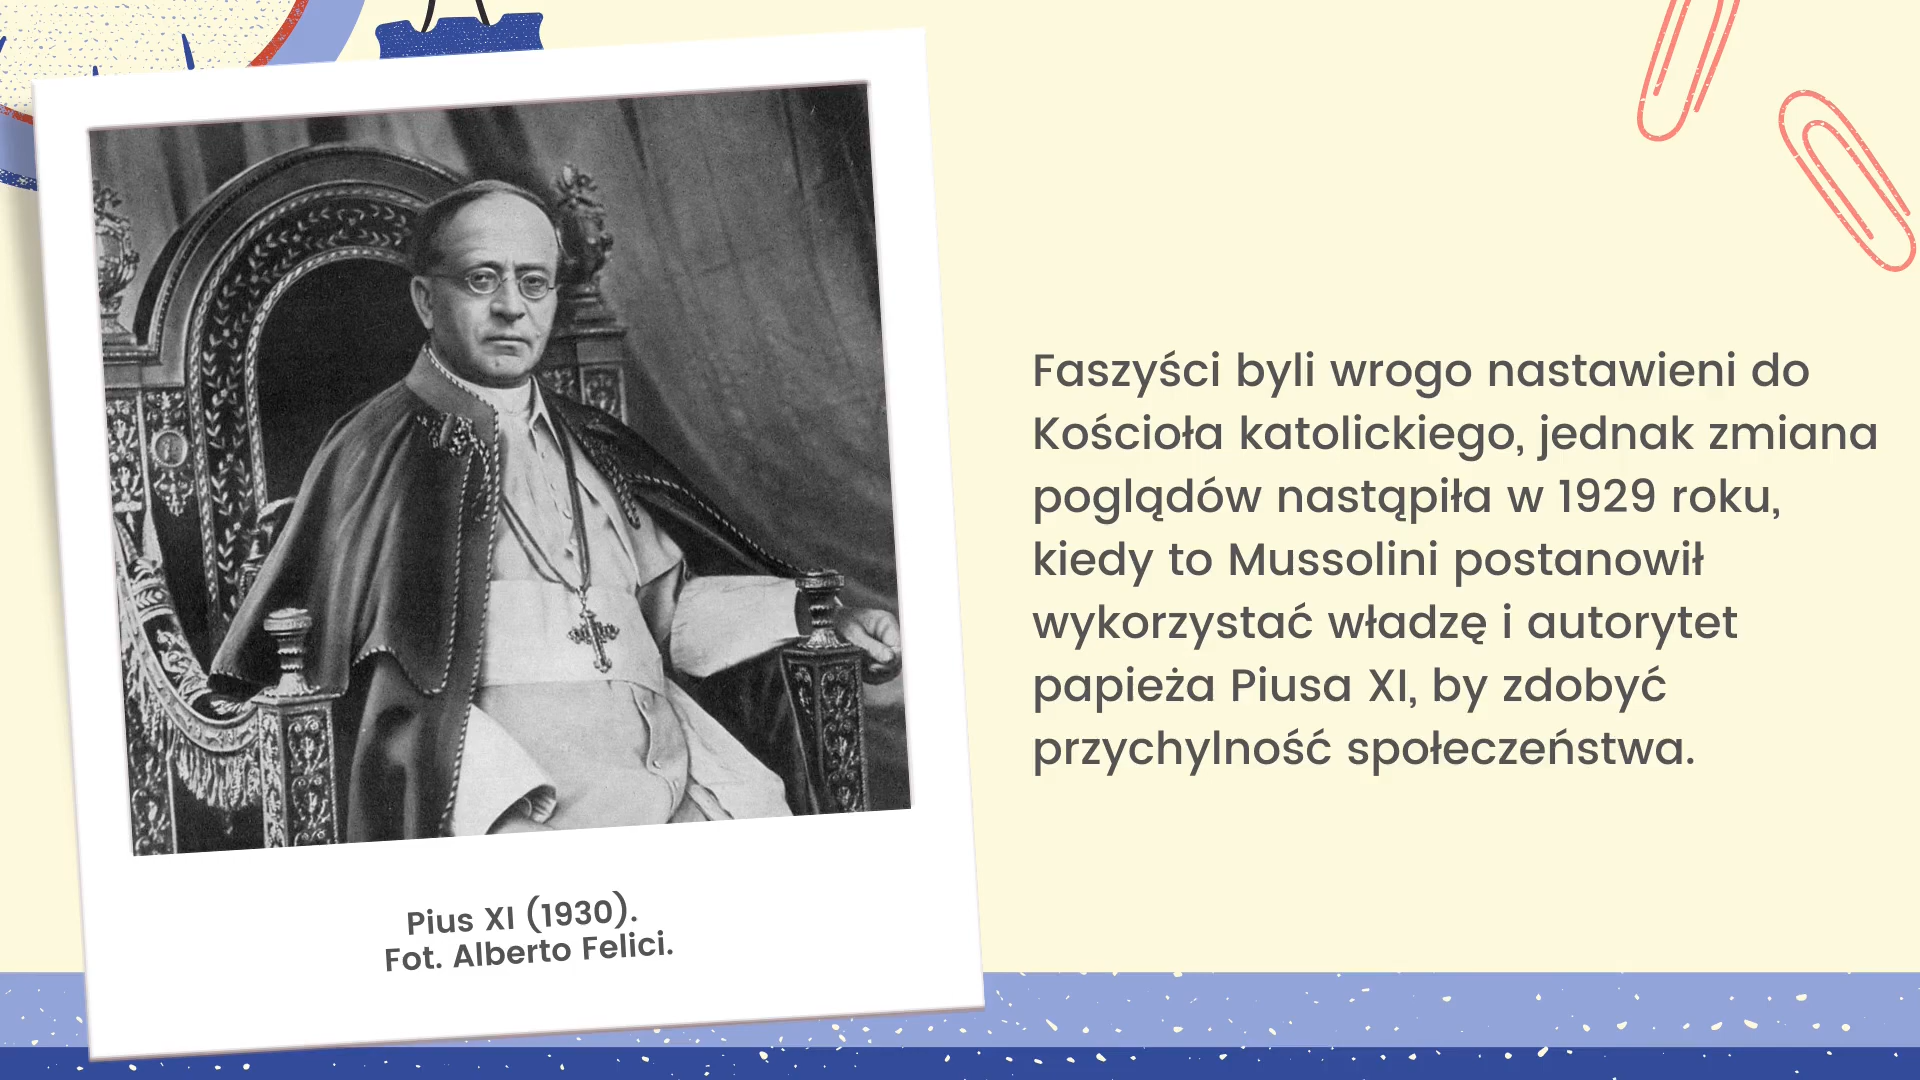 Faszyści byli wrogo nastawieni do
Kościoła katolickiego, jednak zmiana
poglądów nastąpiła w 1929 roku,
kiedy to Mussolini postanowił
wykorzystać władzę i autorytet
papieża Piusa XI, by zdobyć
przychylność społeczeństwa.
Pius XI (1930).
Fot. Alberto Felici.